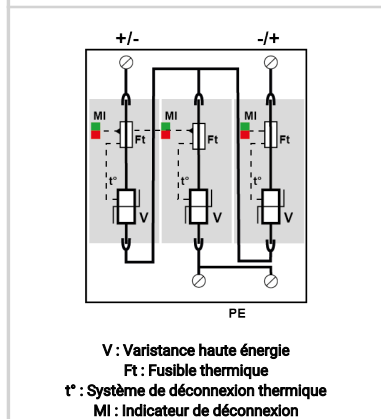 +/- -/+
MI MI MI
Ft Ft Ft
t° t° t°
V V V
PE
V : Varistance haute énergie
Ft : Fusible thermique
t° : Système de déconnexion thermique
MI : Indicateur de déconnexion